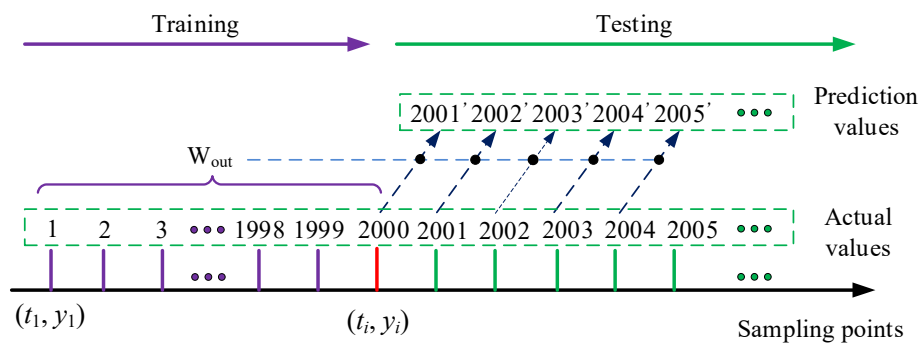 Training Testing
2001' 2002' 2003' 2004' 2005' ••• Prediction values
W_out
1 2 3 ••• 1998 1999 2000 2001 2002 2003 2004 2005 ••• Actual values
••• •••
(t₁, y₁) (tᵢ, yᵢ) Sampling points